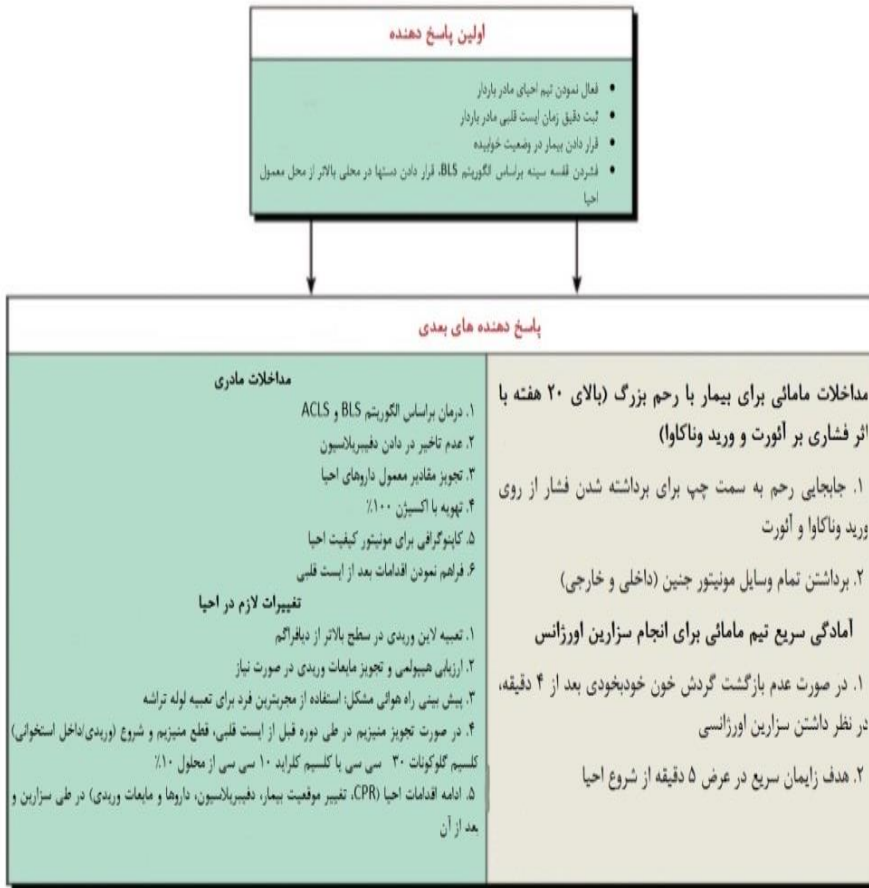 اولین پاسخ دهنده
• فعال نمودن تیم احیای مادر باردار
• ثبت دقیق زمان ایست قلبی مادر باردار
• قرار دادن بیمار در وضعیت خوابیده
• فشردن قفسه سینه براساس الگوریتم BLS، قرار دادن دستها در محلی بالاتر از محل معمول
احیا
پاسخ دهنده های بعدی
مداخلات مامائی برای بیمار با رحم بزرگ (بالای ۲۰ هفته با
اثر فشاری بر آئورت و ورید وناکاوا)
۱. جابجایی رحم به سمت چپ برای برداشته شدن فشار از روی
ورید وناکاوا و آئورت
۲. برداشتن تمام وسایل مونیتور جنین (داخلی و خارجی)
آمادگی سریع تیم مامائی برای انجام سزارین اورژانس
۱. در صورت عدم بازگشت گردش خون خودبخودی بعد از ۴ دقیقه،
در نظر داشتن سزارین اورژانسی
۲. هدف زایمان سریع در عرض ۵ دقیقه از شروع احیا
مداخلات مادری
۱. درمان براساس الگوریتم BLS و ACLS
۲. عدم تاخیر در دادن دفیبریلاسیون
۳. تجویز مقادیر معمول داروهای احیا
۴. تهویه با اکسیژن ۱۰۰٪
۵. کاپنوگرافی برای مونیتور کیفیت احیا
۶. فراهم نمودن اقدامات بعد از ایست قلبی
تغییرات لازم در احیا
۱. تعبیه لاین وریدی در سطح بالاتر از دیافراگم
۲. ارزیابی هیپولمی و تجویز مایعات وریدی در صورت نیاز
۳. پیش بینی راه هوائی مشکل: استفاده از مجربترین فرد برای تعبیه لوله تراشه
۴. در صورت تجویز منیزیم در طی دوره قبل از ایست قلبی، قطع منیزیم و شروع (وریدی/داخل استخوانی)
کلسیم گلوکونات ۳۰ سی سی یا کلسیم کلراید ۱۰ سی سی از محلول ۱۰٪
۵. ادامه اقدامات احیا (CPR، تغییر موقعیت بیمار، دفیبریلاسیون، داروها و مایعات وریدی) در طی سزارین و
بعد از آن